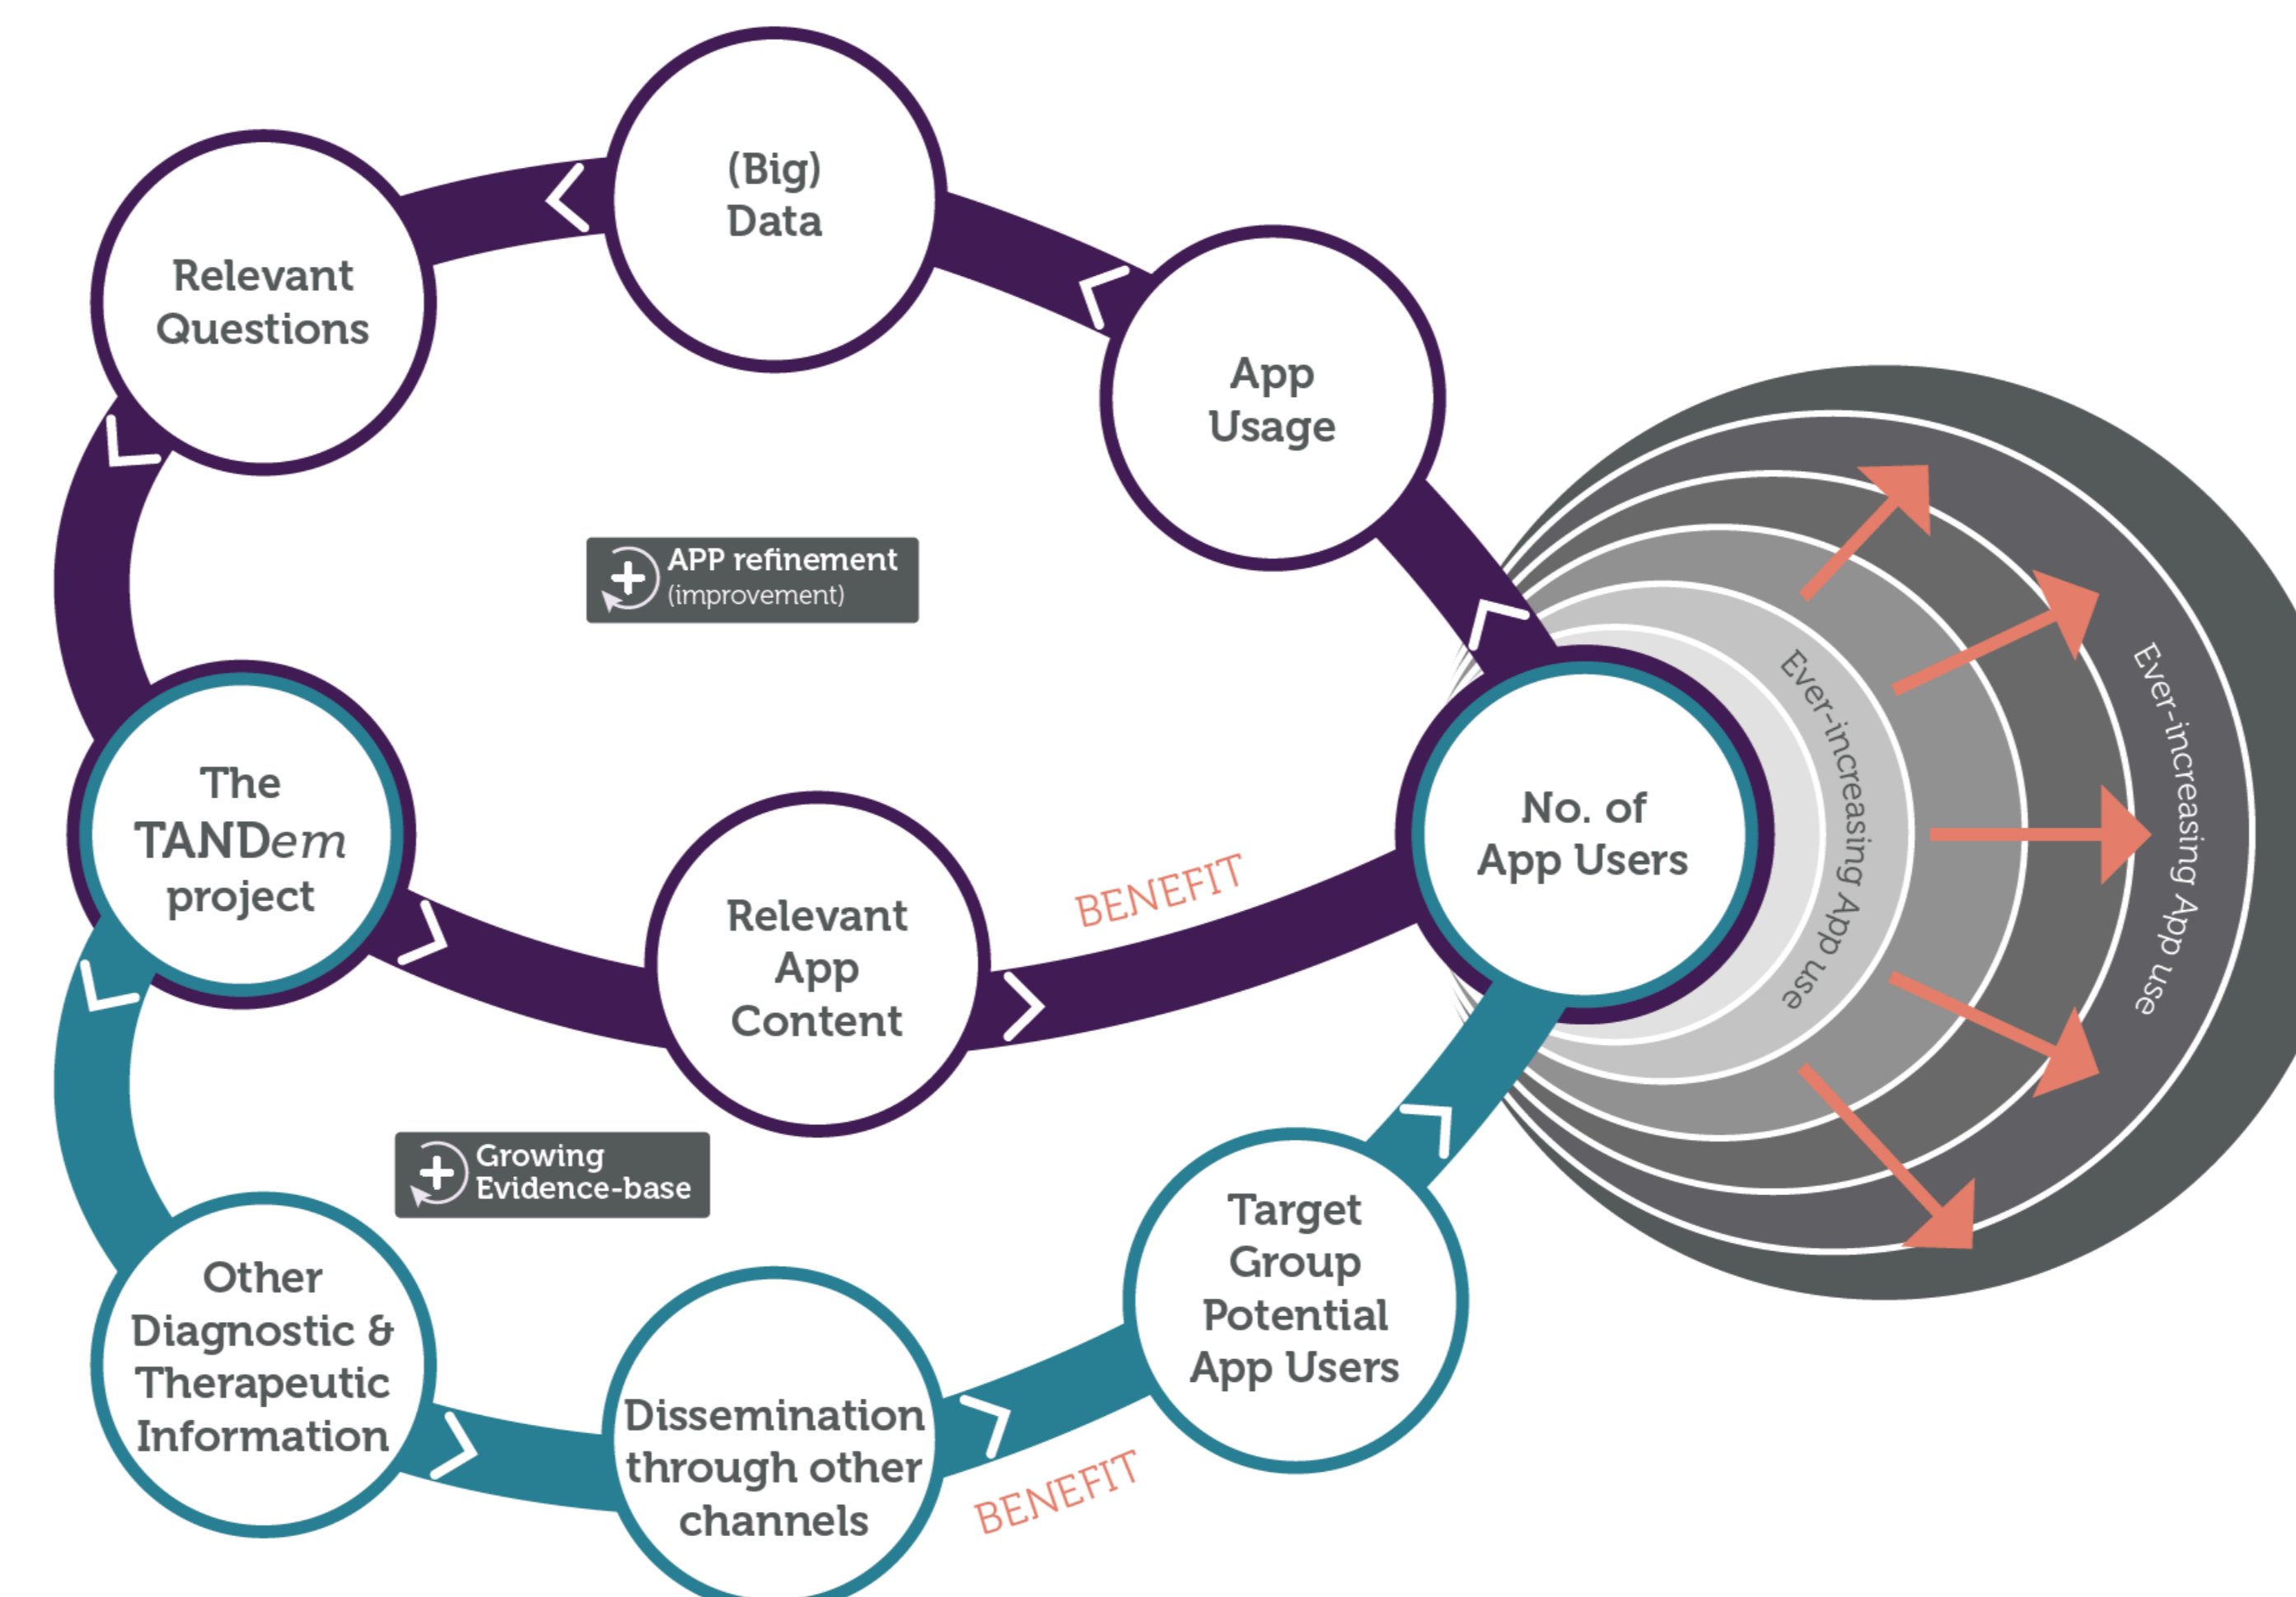 (Big)
Data
Relevant
Questions
App
Usage
APP refinement
(improvement)
The
TANDem
project
Relevant
App
Content
BENEFIT
No. of
App Users
Ever-increasing App use
Ever-increasing App use
Growing
Evidence-base
Other
Diagnostic &
Therapeutic
Information
Dissemination
through other
channels
BENEFIT
Target
Group
Potential
App Users